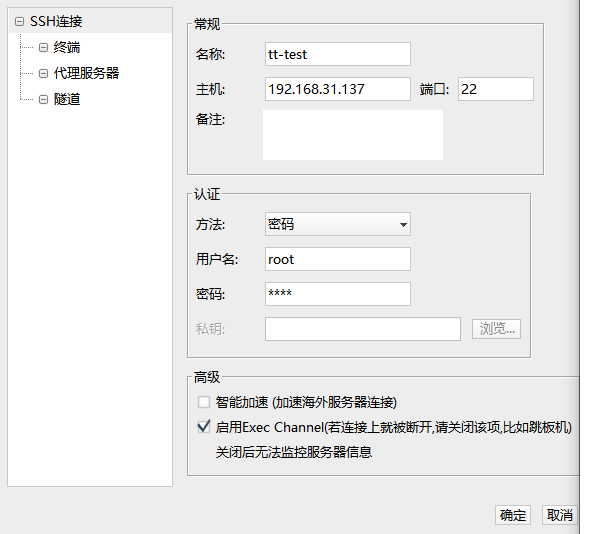 SSH连接
终端
代理服务器
隧道
常规
名称: tt-test
主机: 192.168.31.137 端口: 22
备注:
认证
方法: 密码
用户名: root
密码: ****
私钥: 浏览...
高级
智能加速 (加速海外服务器连接)
启用Exec Channel(若连接上就被断开,请关闭该项,比如跳板机)
关闭后无法监控服务器信息
确定 取消